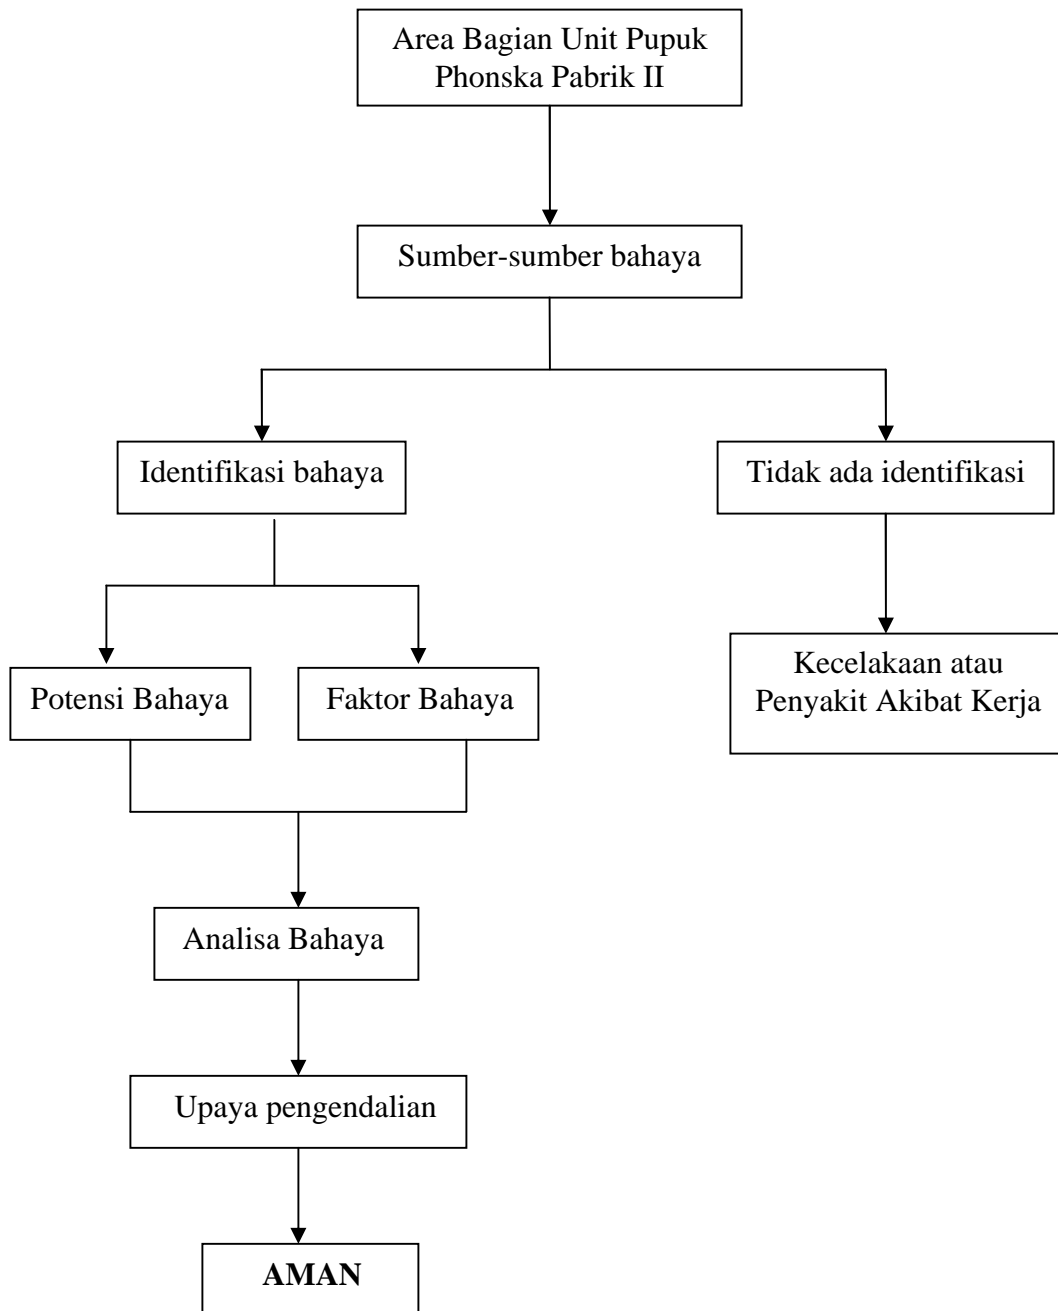 Area Bagian Unit Pupuk
Phonska Pabrik II
Sumber-sumber bahaya
Identifikasi bahaya
Tidak ada identifikasi
Potensi Bahaya
Faktor Bahaya
Kecelakaan atau
Penyakit Akibat Kerja
Analisa Bahaya
Upaya pengendalian
AMAN